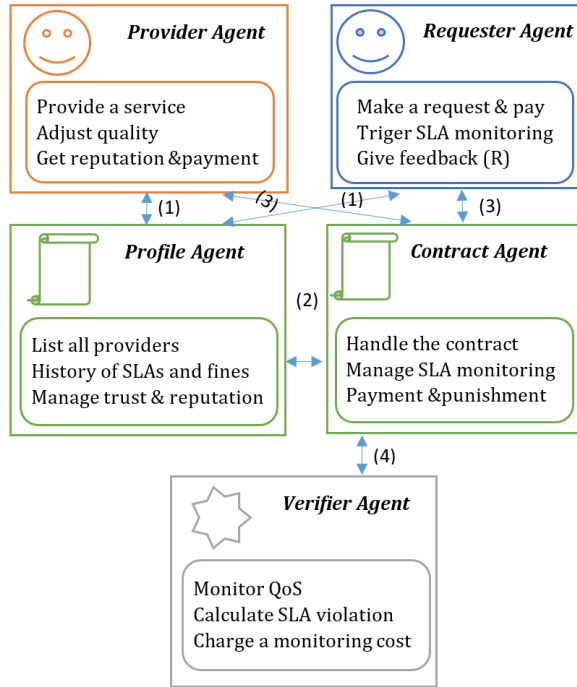 Provider Agent
Provide a service
Adjust quality
Get reputation &payment
Requester Agent
Make a request & pay
Triger SLA monitoring
Give feedback (R)
(1)
(3)
(1)
(3)
Profile Agent
List all providers
History of SLAs and fines
Manage trust & reputation
(2)
Contract Agent
Handle the contract
Manage SLA monitoring
Payment &punishment
(4)
Verifier Agent
Monitor QoS
Calculate SLA violation
Charge a monitoring cost